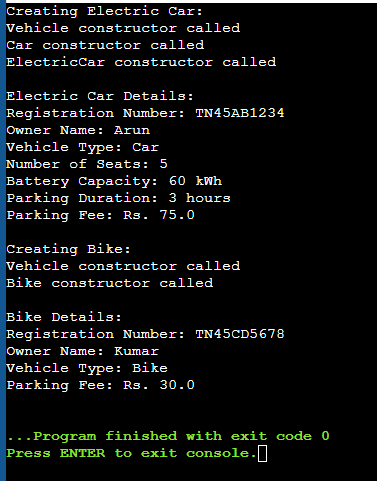 Creating Electric Car:
Vehicle constructor called
Car constructor called
ElectricCar constructor called
Electric Car Details:
Registration Number: TN45AB1234
Owner Name: Arun
Vehicle Type: Car
Number of Seats: 5
Battery Capacity: 60 kWh
Parking Duration: 3 hours
Parking Fee: Rs. 75.0
Creating Bike:
Vehicle constructor called
Bike constructor called
Bike Details:
Registration Number: TN45CD5678
Owner Name: Kumar
Vehicle Type: Bike
Parking Fee: Rs. 30.0
...Program finished with exit code 0
Press ENTER to exit console.